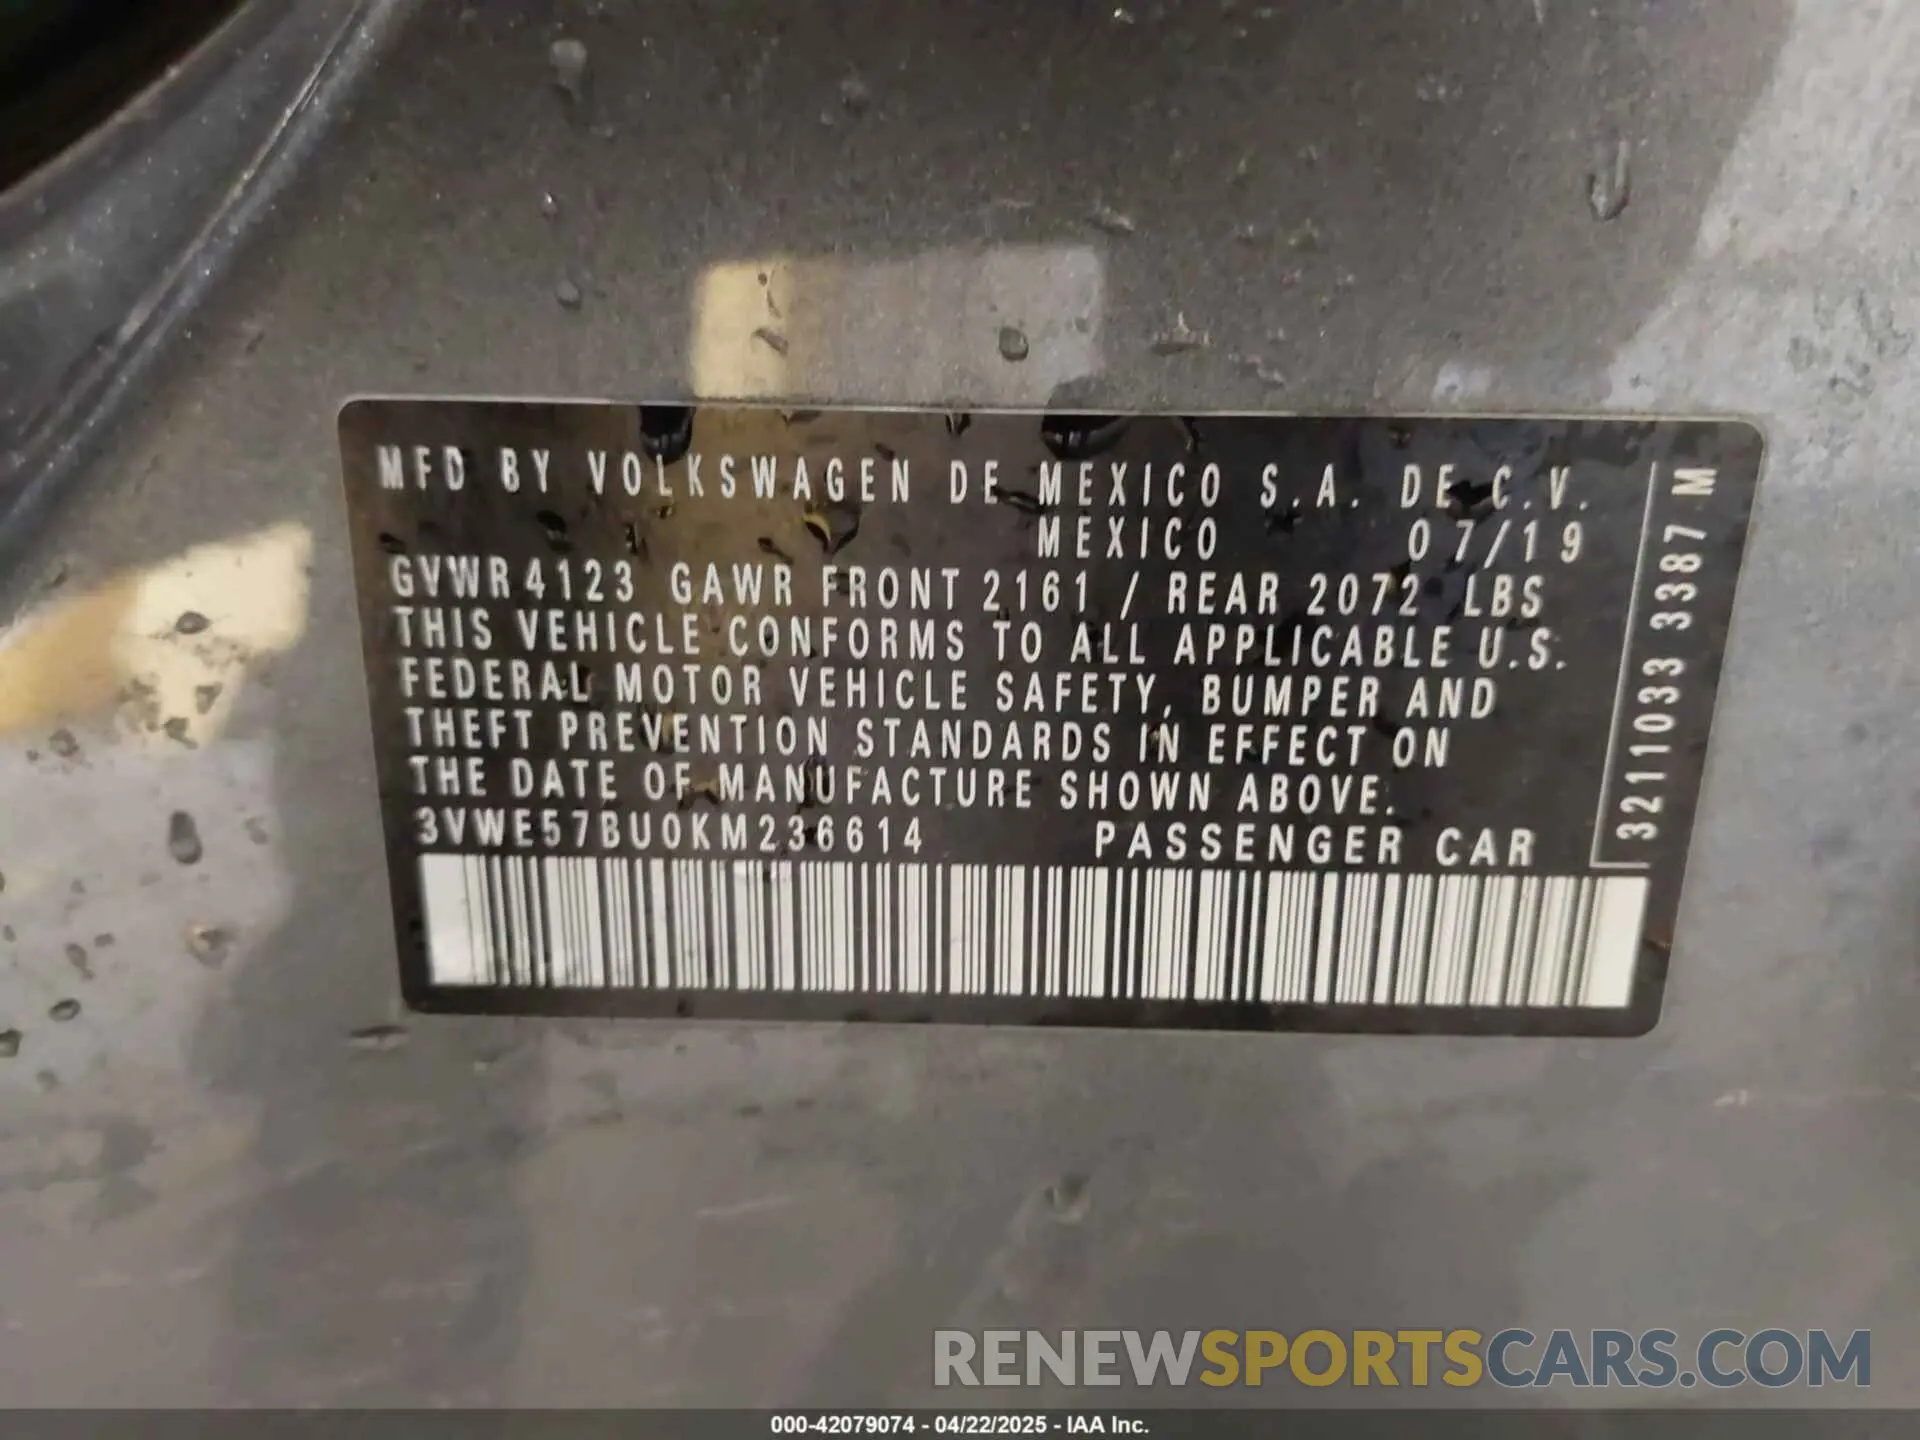 MFD BY VOLKSWAGEN DE MEXICO S.A. DE C.V.
MEXICO 07/19
GVWR 4123 GAWR FRONT 2161 / REAR 2072 LBS
THIS VEHICLE CONFORMS TO ALL APPLICABLE U.S.
FEDERAL MOTOR VEHICLE SAFETY, BUMPER AND
THEFT PREVENTION STANDARDS IN EFFECT ON
THE DATE OF MANUFACTURE SHOWN ABOVE.
3VWE57BU0KM236614 PASSENGER CAR
3211033 3387 M
RENEWSPORTSCARS.COM
000-42079074 - 04/22/2025 - IAA Inc.